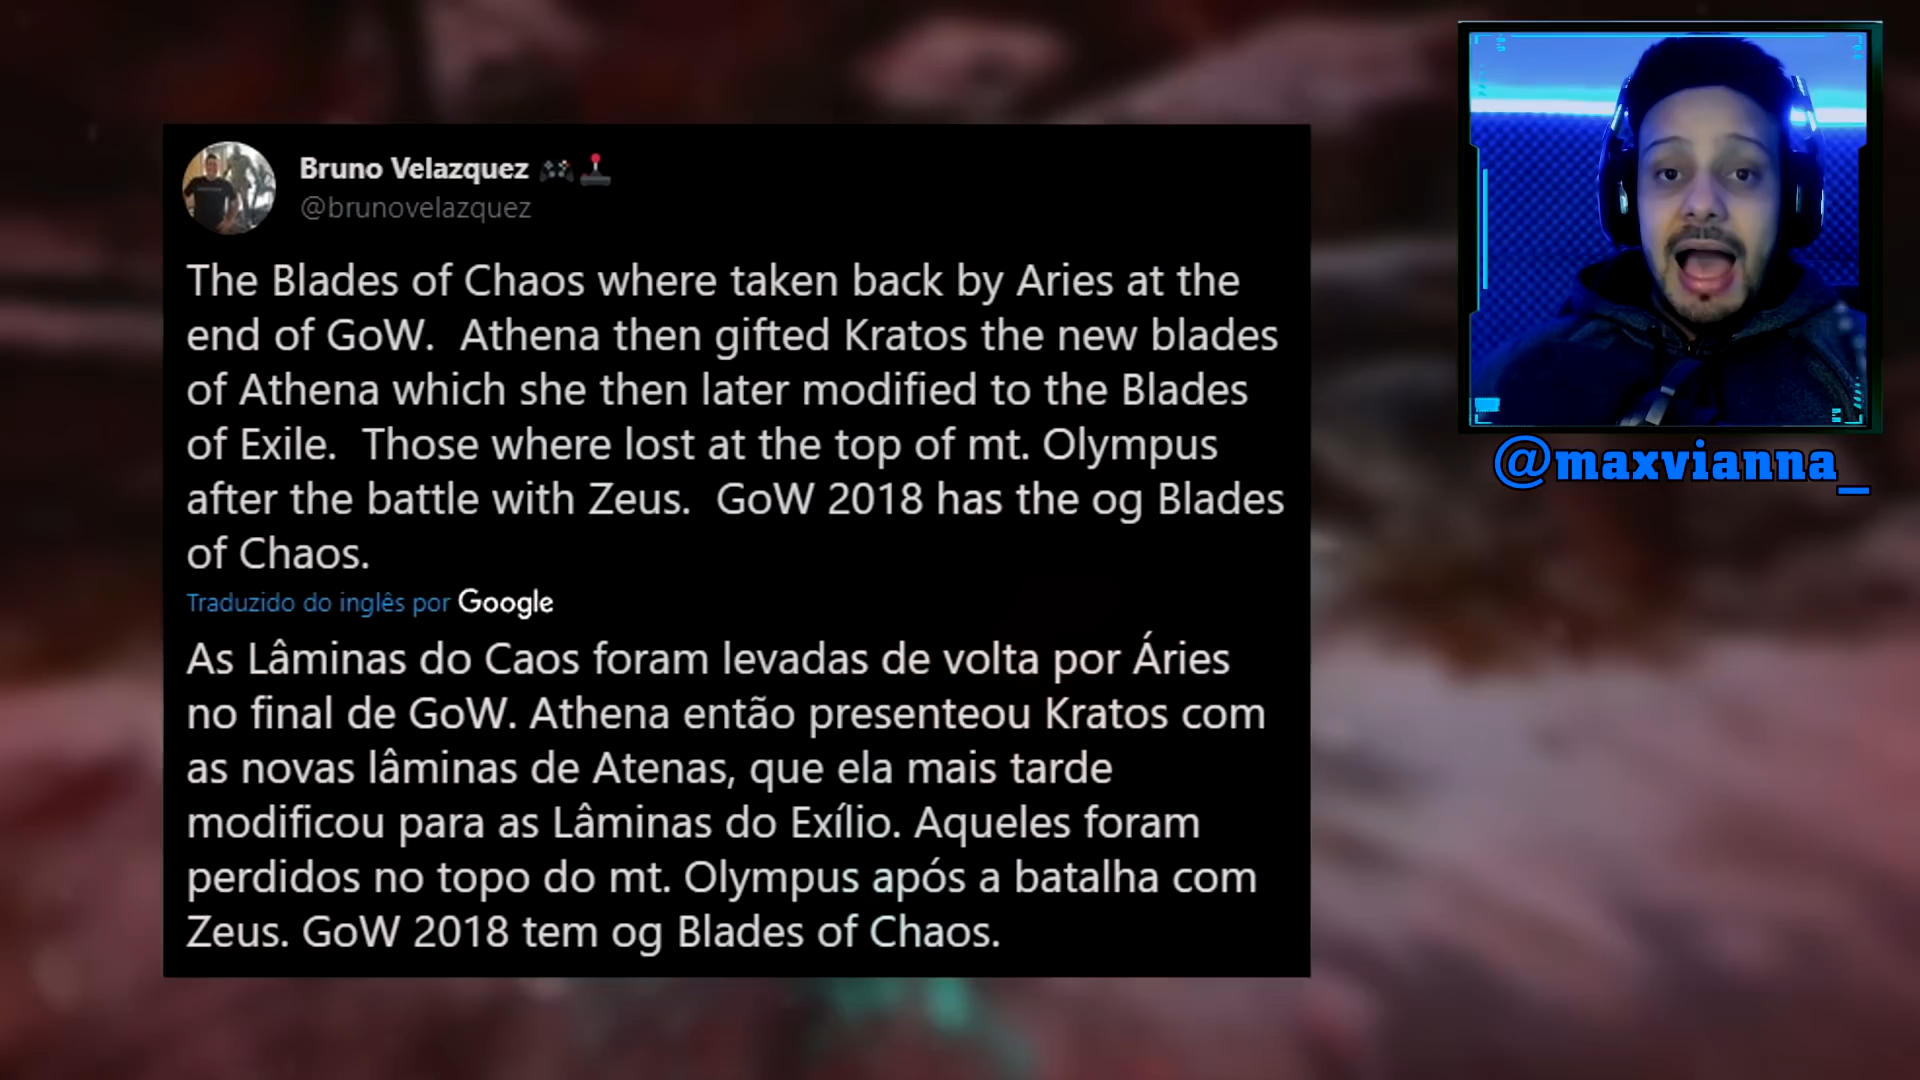 Bruno Velazquez 🎮🕹️
@brunovelazquez
The Blades of Chaos where taken back by Aries at the
end of GoW.  Athena then gifted Kratos the new blades
of Athena which she then later modified to the Blades
of Exile.  Those where lost at the top of mt. Olympus
after the battle with Zeus.  GoW 2018 has the og Blades
of Chaos.
Traduzido do inglês por Google
As Lâminas do Caos foram levadas de volta por Áries
no final de GoW. Athena então presenteou Kratos com
as novas lâminas de Atenas, que ela mais tarde
modificou para as Lâminas do Exílio. Aqueles foram
perdidos no topo do mt. Olympus após a batalha com
Zeus. GoW 2018 tem og Blades of Chaos.
@maxvianna_